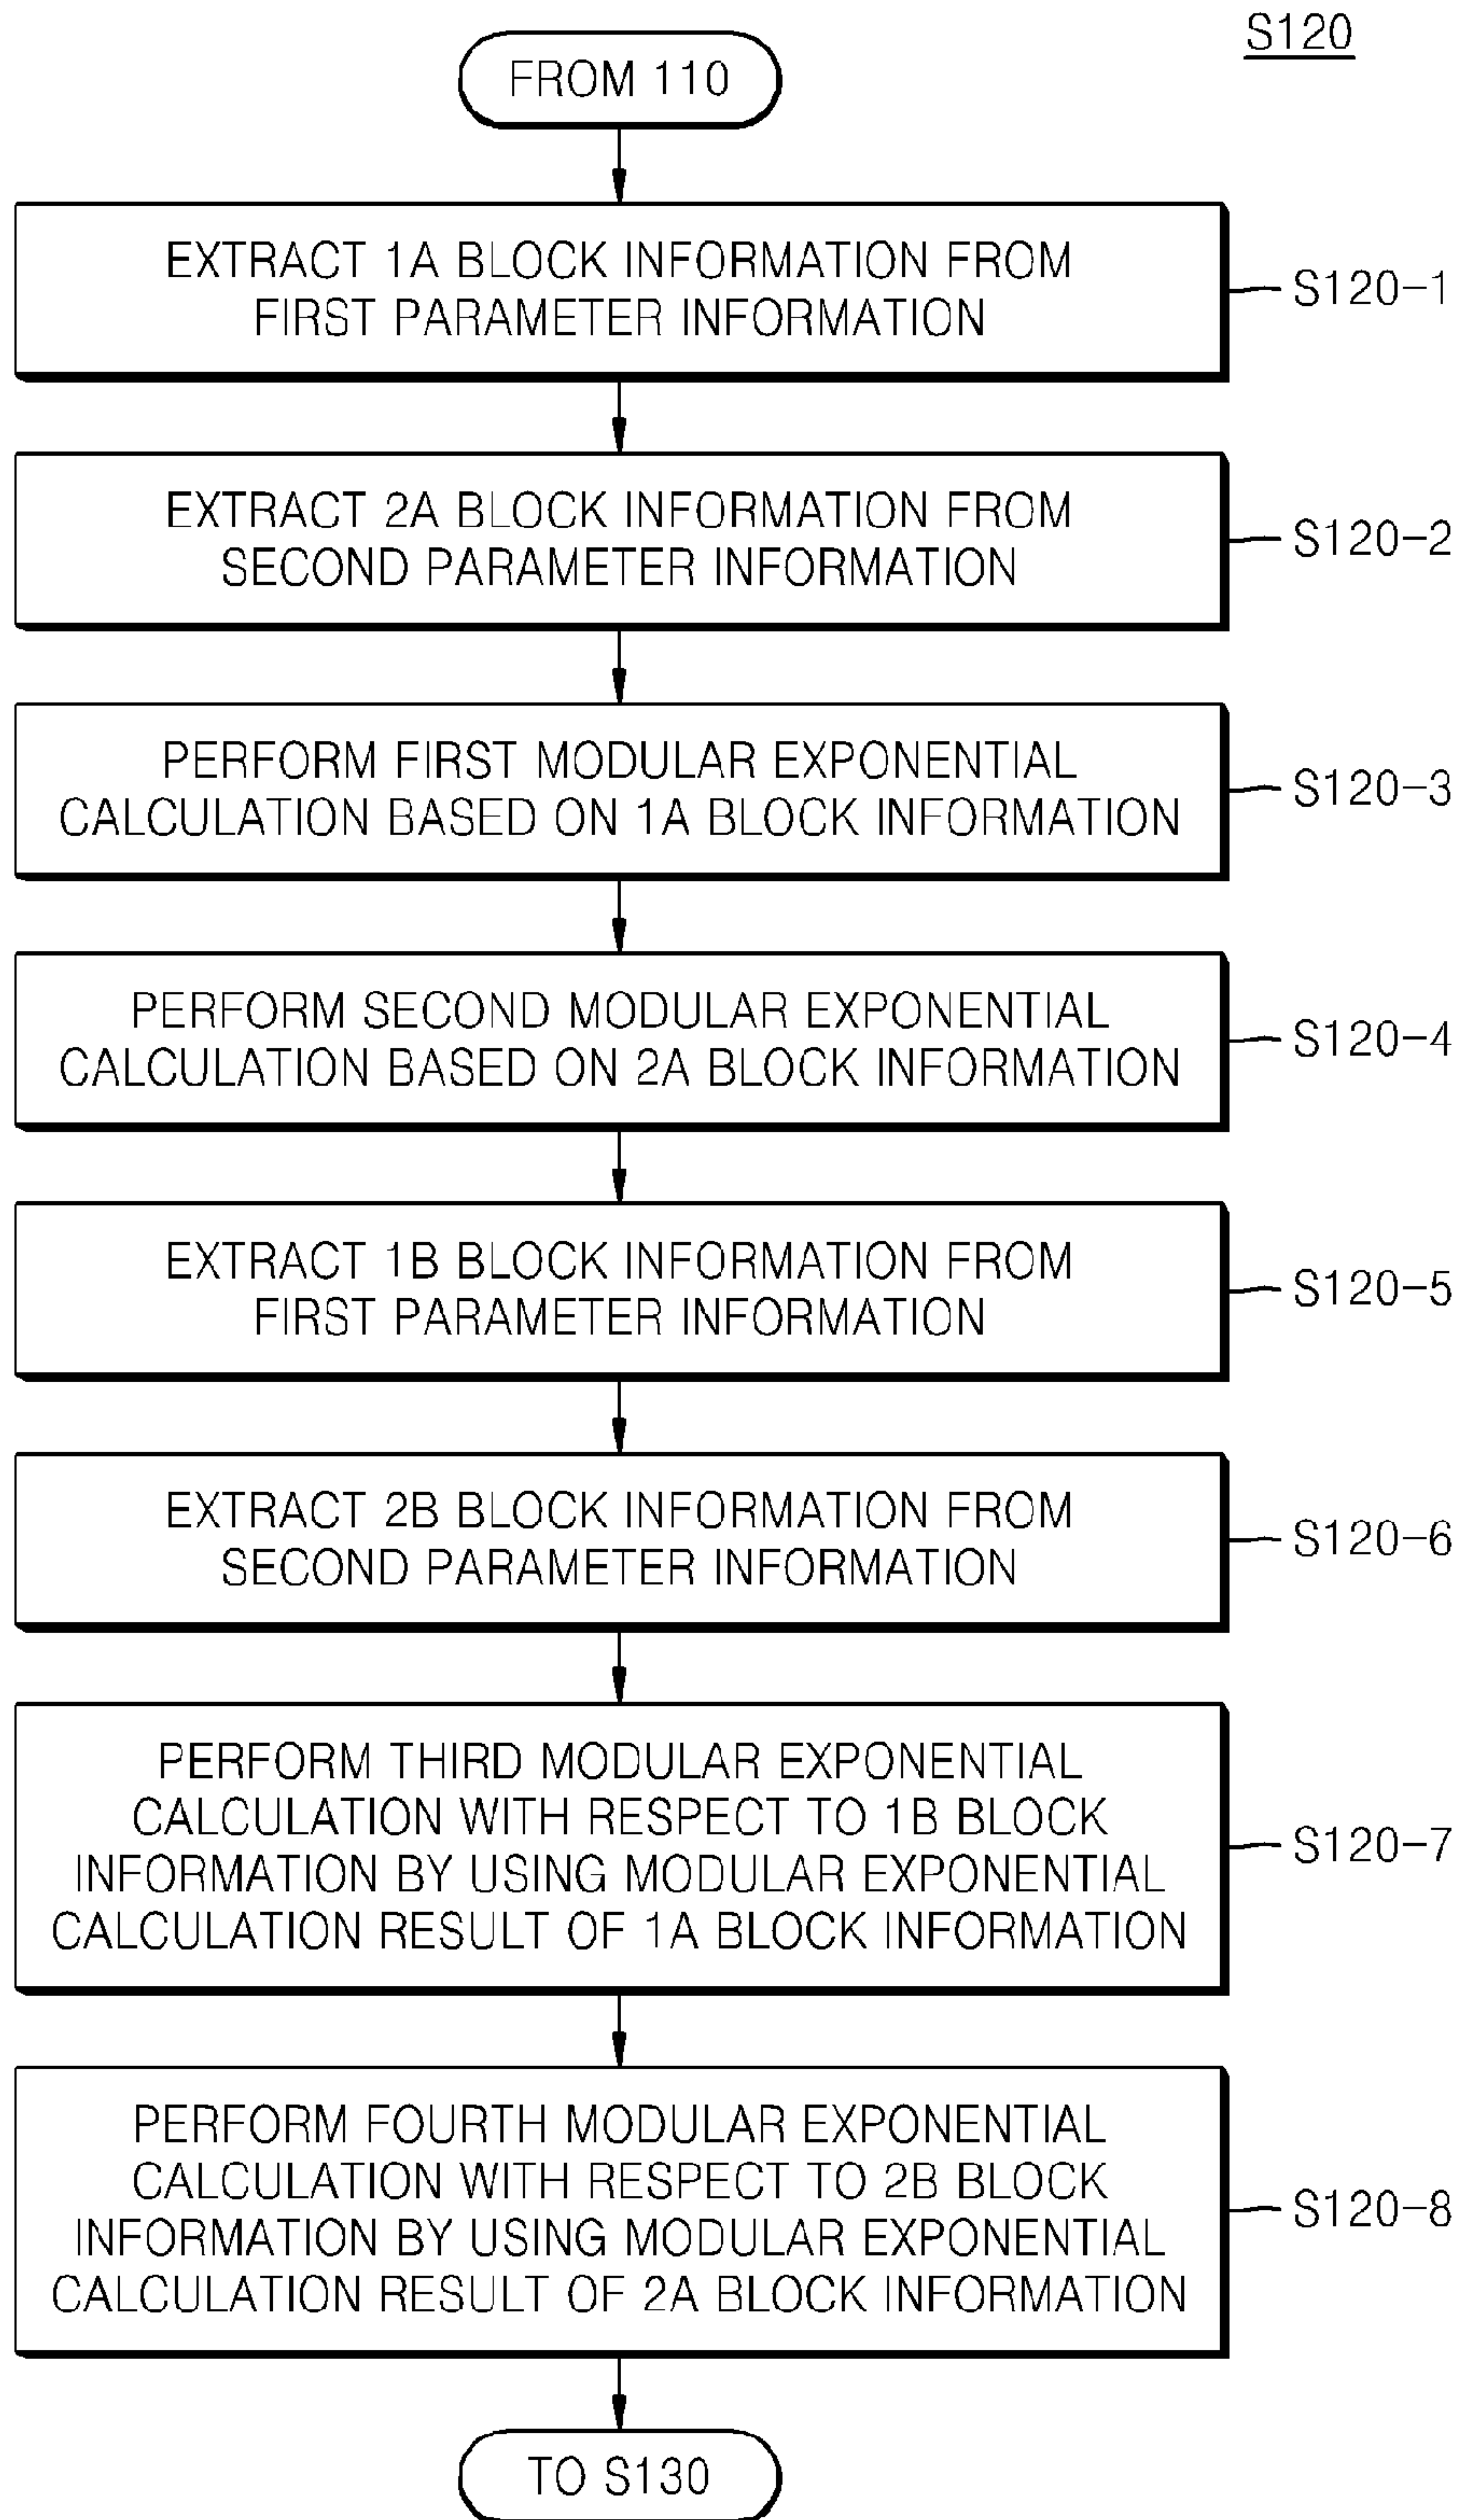 S120
FROM 110
EXTRACT 1A BLOCK INFORMATION FROM
FIRST PARAMETER INFORMATION
S120-1
EXTRACT 2A BLOCK INFORMATION FROM
SECOND PARAMETER INFORMATION
S120-2
PERFORM FIRST MODULAR EXPONENTIAL
CALCULATION BASED ON 1A BLOCK INFORMATION
S120-3
PERFORM SECOND MODULAR EXPONENTIAL
CALCULATION BASED ON 2A BLOCK INFORMATION
S120-4
EXTRACT 1B BLOCK INFORMATION FROM
FIRST PARAMETER INFORMATION
S120-5
EXTRACT 2B BLOCK INFORMATION FROM
SECOND PARAMETER INFORMATION
S120-6
PERFORM THIRD MODULAR EXPONENTIAL
CALCULATION WITH RESPECT TO 1B BLOCK
INFORMATION BY USING MODULAR EXPONENTIAL
CALCULATION RESULT OF 1A BLOCK INFORMATION
S120-7
PERFORM FOURTH MODULAR EXPONENTIAL
CALCULATION WITH RESPECT TO 2B BLOCK
INFORMATION BY USING MODULAR EXPONENTIAL
CALCULATION RESULT OF 2A BLOCK INFORMATION
S120-8
TO S130